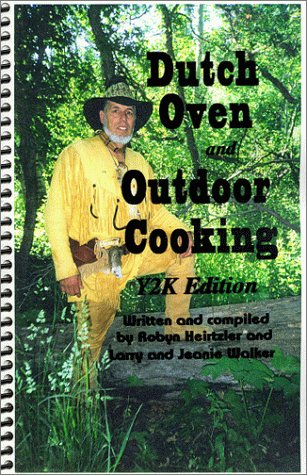 Dutch
Oven
and
Outdoor
Cooking
Y2K Edition
Written and compiled
by Robyn Heirtzler and
Larry and Jeanie Walker